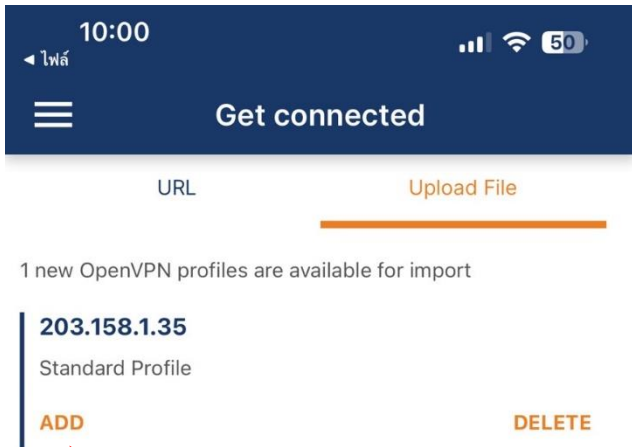 10:00
◀ ไฟล์
50
Get connected
URL
Upload File
1 new OpenVPN profiles are available for import
203.158.1.35
Standard Profile
ADD
DELETE